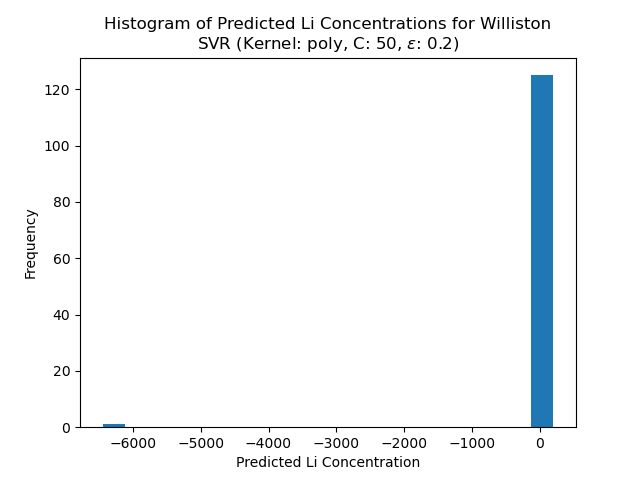 Histogram of Predicted Li Concentrations for Williston
SVR (Kernel: poly, C: 50, ε: 0.2)
Frequency
120
100
80
60
40
20
0
−6000 −5000 −4000 −3000 −2000 −1000 0
Predicted Li Concentration